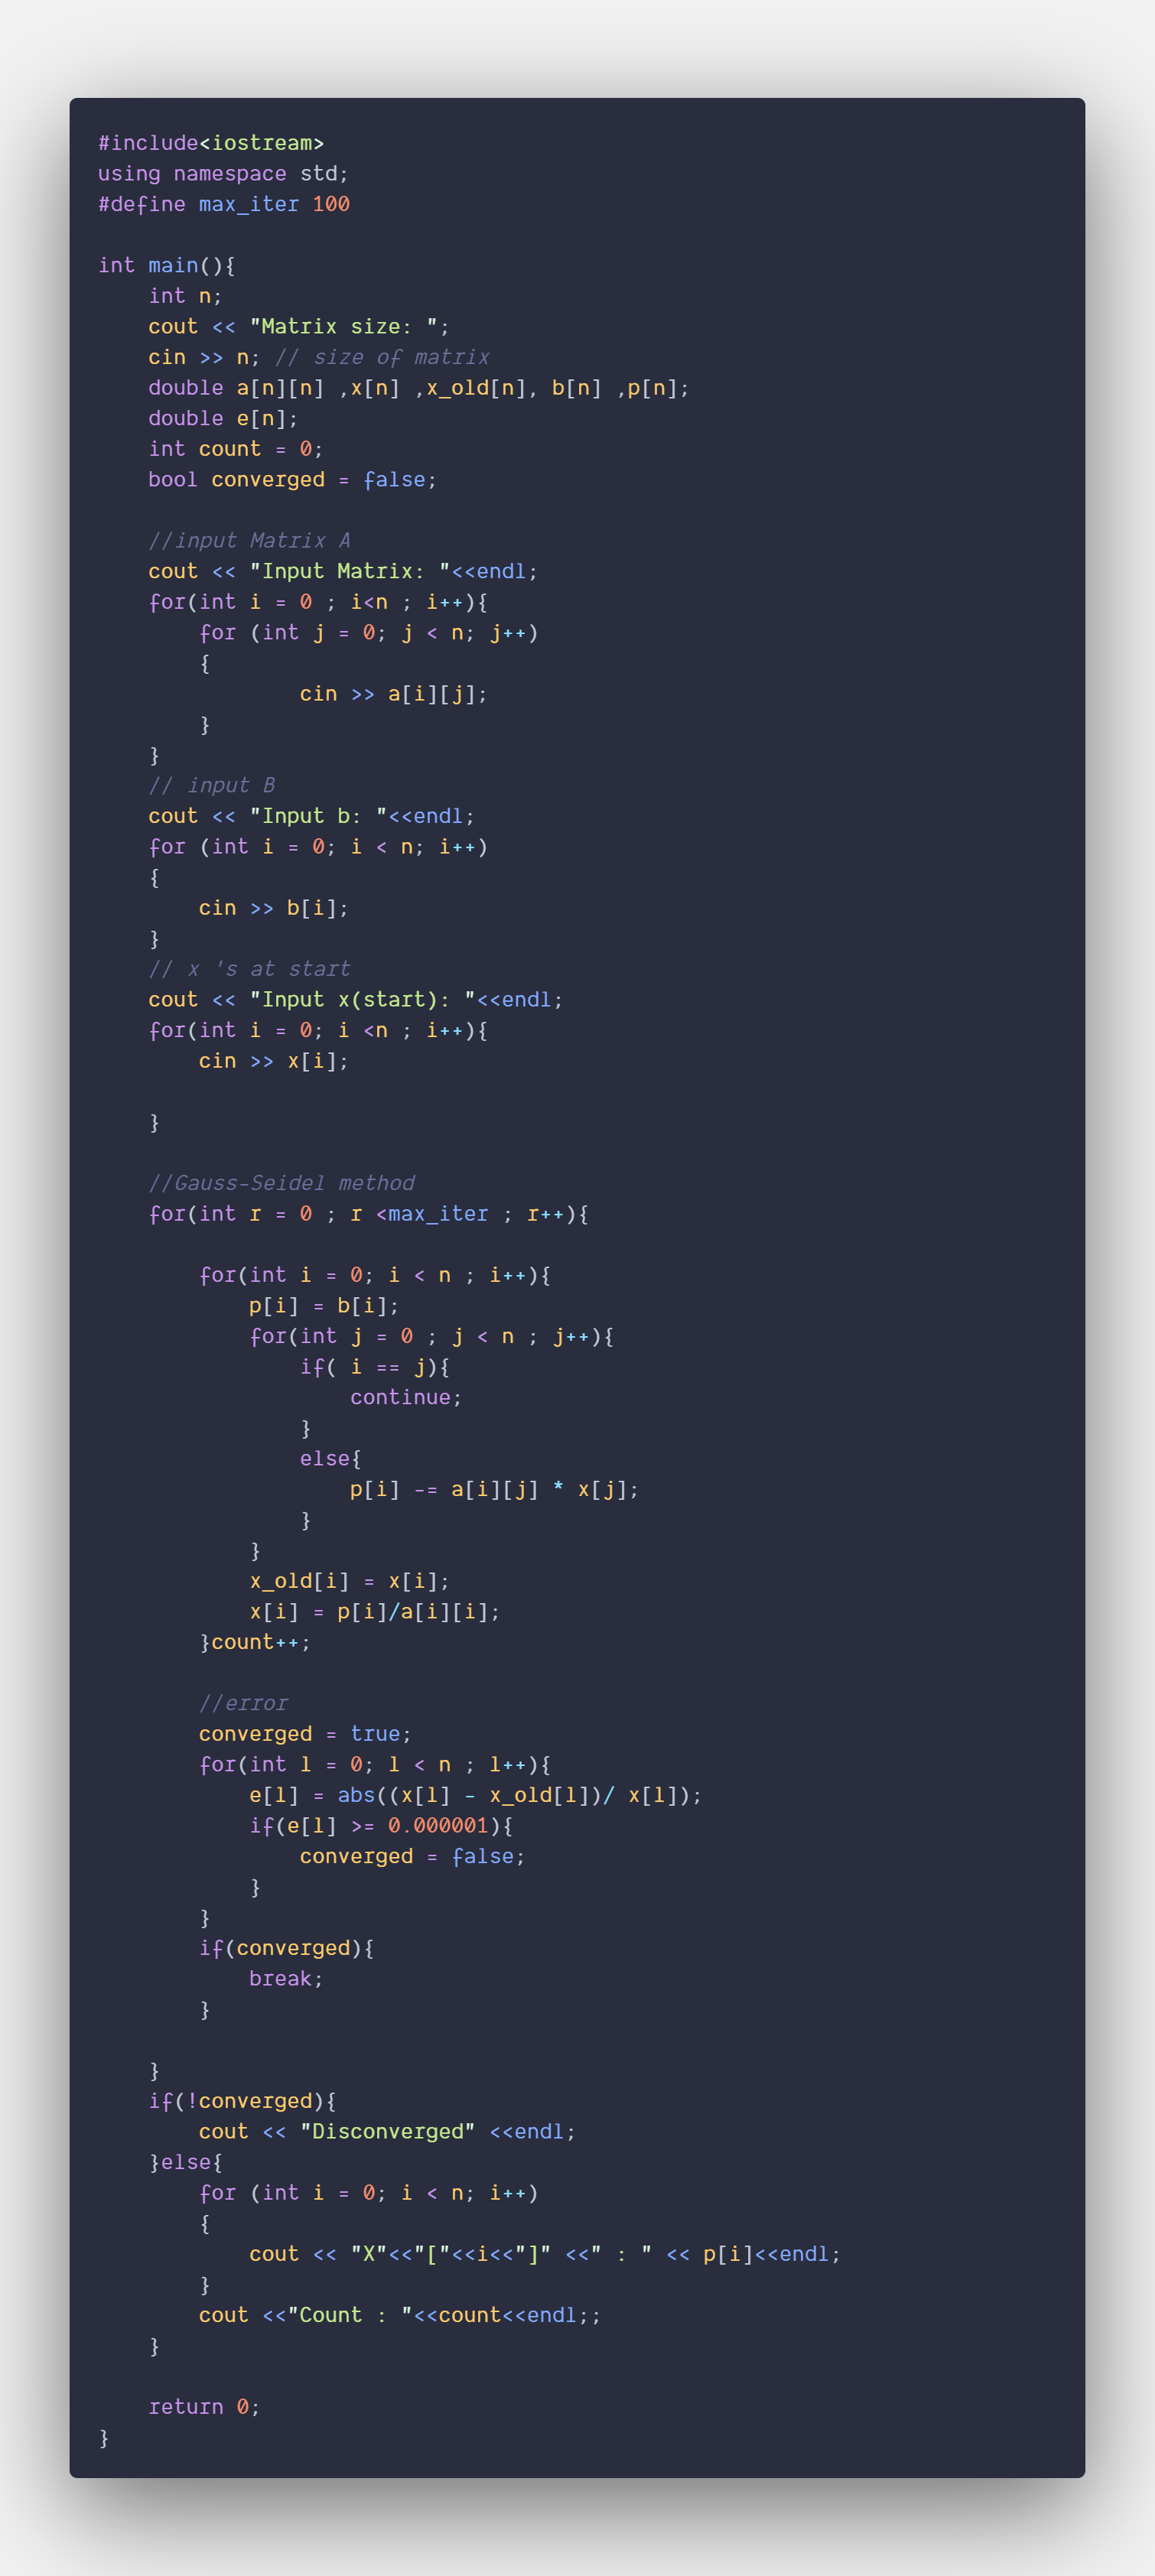 #include<iostream>
using namespace std;
#define max_iter 100

int main(){
    int n;
    cout << "Matrix size: ";
    cin >> n; // size of matrix
    double a[n][n] ,x[n] ,x_old[n], b[n] ,p[n];
    double e[n];
    int count = 0;
    bool converged = false;

    //input Matrix A
    cout << "Input Matrix: "<<endl;
    for(int i = 0 ; i<n ; i++){
        for (int j = 0; j < n; j++)
        {
                cin >> a[i][j];
        }
    }
    // input B
    cout << "Input b: "<<endl;
    for (int i = 0; i < n; i++)
    {
        cin >> b[i];
    }
    // x 's at start
    cout << "Input x(start): "<<endl;
    for(int i = 0; i <n ; i++){
        cin >> x[i];

    }

    //Gauss-Seidel method
    for(int r = 0 ; r <max_iter ; r++){

        for(int i = 0; i < n ; i++){
            p[i] = b[i];
            for(int j = 0 ; j < n ; j++){
                if( i == j){
                    continue;
                }
                else{
                    p[i] -= a[i][j] * x[j];
                }
            }
            x_old[i] = x[i];
            x[i] = p[i]/a[i][i];
        }count++;

        //error
        converged = true;
        for(int l = 0; l < n ; l++){
            e[l] = abs((x[l] - x_old[l])/ x[l]);
            if(e[l] >= 0.000001){
                converged = false;
            }
        }
        if(converged){
            break;
        }

    }
    if(!converged){
        cout << "Disconverged" <<endl;
    }else{
        for (int i = 0; i < n; i++)
        {
            cout << "X"<<"["<<i<<"]" <<" : " << p[i]<<endl;
        }
        cout <<"Count : "<<count<<endl;;
    }

    return 0;
}